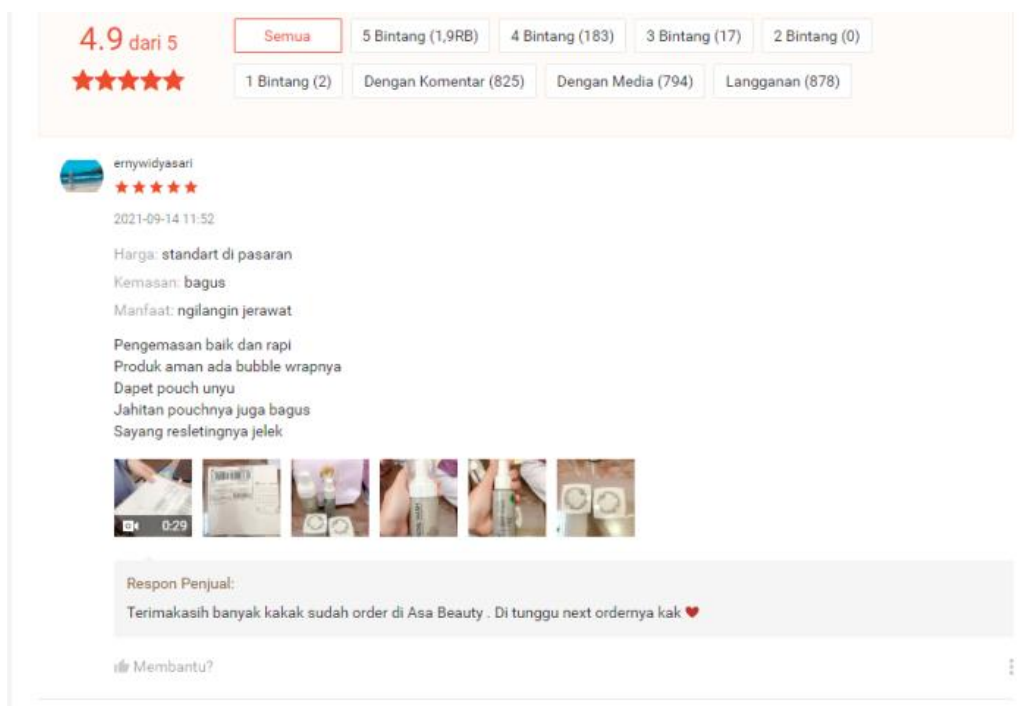 4.9 dari 5
Semua
5 Bintang (1,9RB)
4 Bintang (183)
3 Bintang (17)
2 Bintang (0)
1 Bintang (2)
Dengan Komentar (825)
Dengan Media (794)
Langganan (878)
ernywidyasari
2021-09-14 11:52
Harga: standart di pasaran
Kemasan: bagus
Manfaat: ngilangin jerawat
Pengemasan baik dan rapi
Produk aman ada bubble wrapnya
Dapet pouch unyu
Jahitan pouchnya juga bagus
Sayang resletingnya jelek
0:29
Respon Penjual:
Terimakasih banyak kakak sudah order di Asa Beauty . Di tunggu next ordernya kak ❤
Membantu?